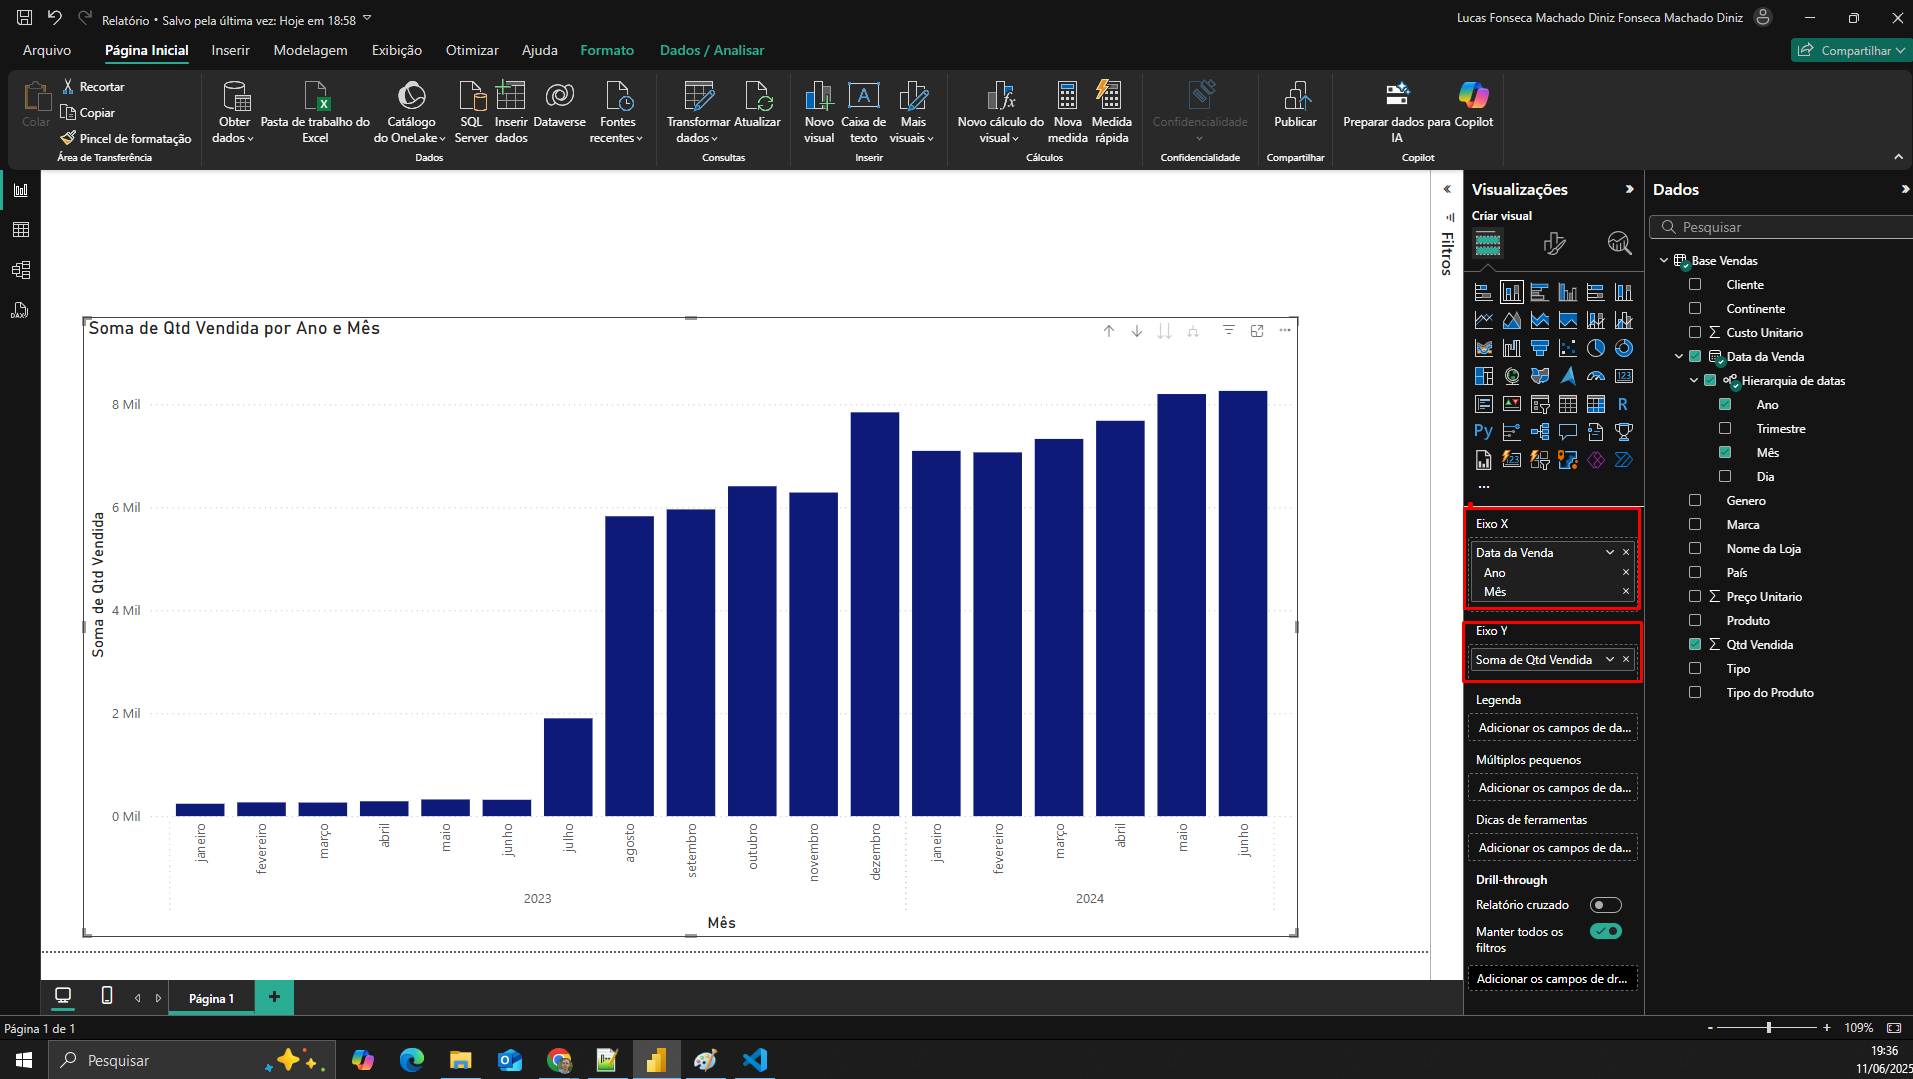 Relatório • Salvo pela última vez: Hoje em 18:58
Lucas Fonseca Machado Diniz Fonseca Machado Diniz
Arquivo
Página Inicial
Inserir
Modelagem
Exibição
Otimizar
Ajuda
Formato
Dados / Analisar
Compartilhar
Colar
Recortar
Copiar
Pincel de formatação
Área de Transferência
Obter dados
Pasta de trabalho do Excel
Catálogo do OneLake
SQL Server
Inserir dados
Dataverse
Fontes recentes
Dados
Transformar dados
Atualizar
Consultas
Novo visual
Caixa de texto
Mais visuais
Inserir
Novo cálculo do visual
Nova medida
Medida rápida
Cálculos
Confidencialidade
Confidencialidade
Publicar
Compartilhar
Preparar dados para IA
Copilot
Copilot
Soma de Qtd Vendida por Ano e Mês
Soma de Qtd Vendida
8 Mil
6 Mil
4 Mil
2 Mil
0 Mil
janeiro
fevereiro
março
abril
maio
junho
julho
agosto
setembro
outubro
novembro
dezembro
janeiro
fevereiro
março
abril
maio
junho
2023
2024
Mês
Filtros
Visualizações
Criar visual
123
R
Py
123
...
Eixo X
Data da Venda
Ano
Mês
Eixo Y
Soma de Qtd Vendida
Legenda
Adicionar os campos de da...
Múltiplos pequenos
Adicionar os campos de da...
Dicas de ferramentas
Adicionar os campos de da...
Drill-through
Relatório cruzado
Manter todos os filtros
Adicionar os campos de dr...
Dados
Pesquisar
Base Vendas
Cliente
Continente
Custo Unitario
Data da Venda
Hierarquia de datas
Ano
Trimestre
Mês
Dia
Genero
Marca
Nome da Loja
País
Preço Unitario
Produto
Qtd Vendida
Tipo
Tipo do Produto
DAX
Página 1
Página 1 de 1
109%
Pesquisar
19:36
11/06/2025